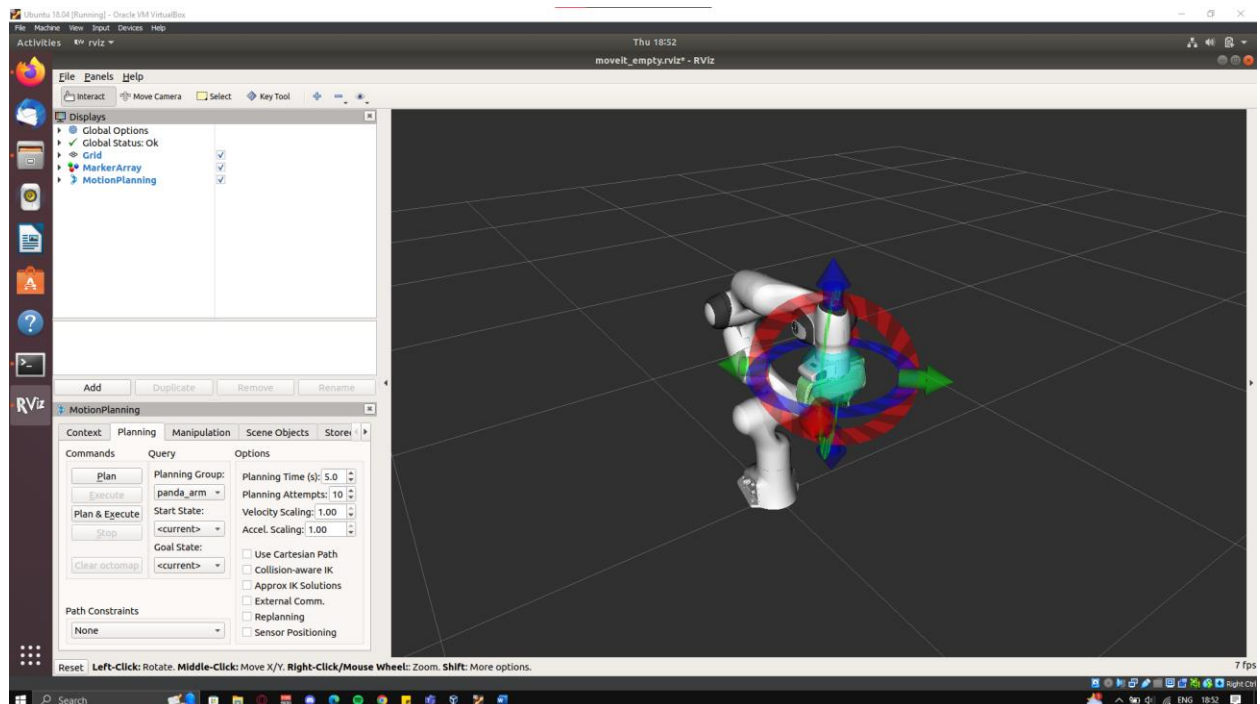 Ubuntu 18.04 [Running] - Oracle VM VirtualBox
File Machine View Input Devices Help
Activities rviz Thu 18:52
moveit_empty.rviz* - RViz
File Panels Help
Interact Move Camera Select Key Tool
Displays
Global Options
Global Status: Ok
Grid
MarkerArray
MotionPlanning
Add Duplicate Remove Rename
RViz
MotionPlanning
Context Planning Manipulation Scene Objects Store
Commands Query Options
Plan Planning Group: Planning Time (s): 5.0
Execute panda_arm Planning Attempts: 10
Plan & Execute Start State: Velocity Scaling: 1.00
Stop <current> Accel. Scaling: 1.00
Goal State: Use Cartesian Path
Clear octomap <current> Collision-aware IK
Approx IK Solutions
Path Constraints External Comm.
Replanning
None Sensor Positioning
Reset Left-Click: Rotate. Middle-Click: Move X/Y. Right-Click/Mouse Wheel:: Zoom. Shift: More options. 7 fps
Right Ctrl
Search ENG 18:52